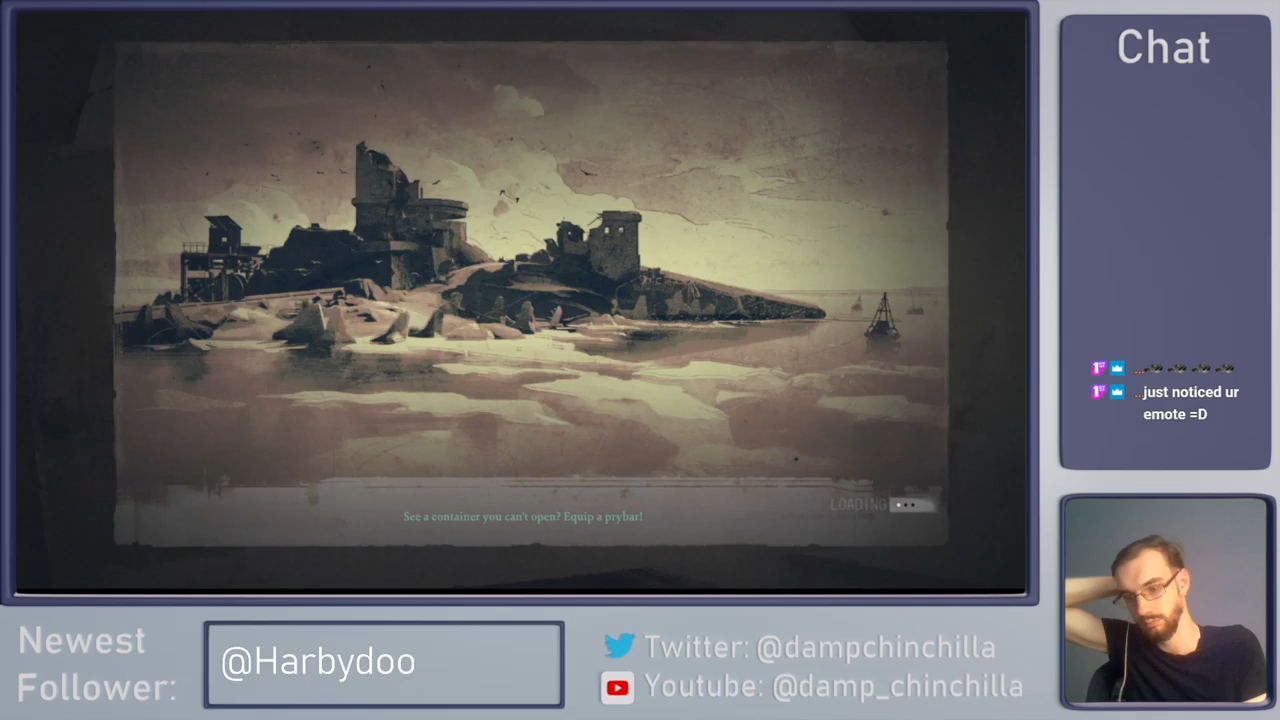 Chat
...
..just noticed ur
emote =D
See a container you can't open? Equip a prybar!
LOADING
Newest
Follower:
@Harbydoo
Twitter: @dampchinchilla
Youtube: @damp_chinchilla